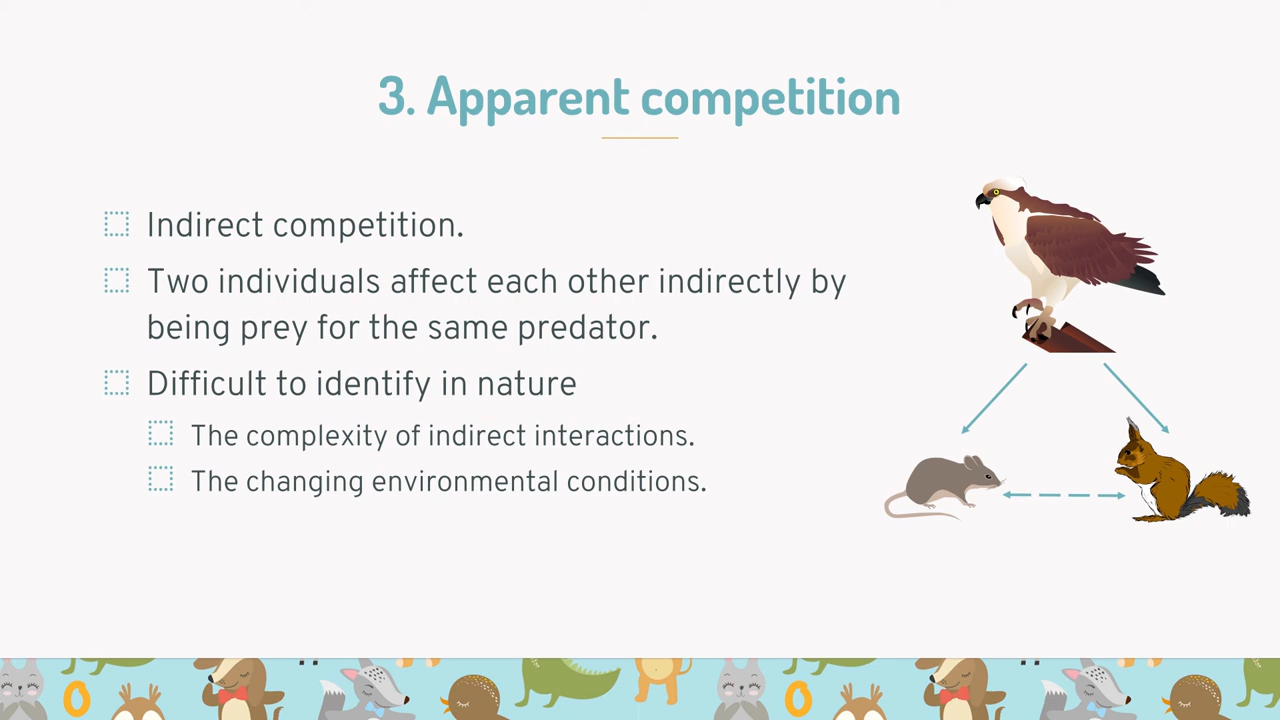 3. Apparent competition
Indirect competition.
Two individuals affect each other indirectly by
being prey for the same predator.
Difficult to identify in nature
The complexity of indirect interactions.
The changing environmental conditions.